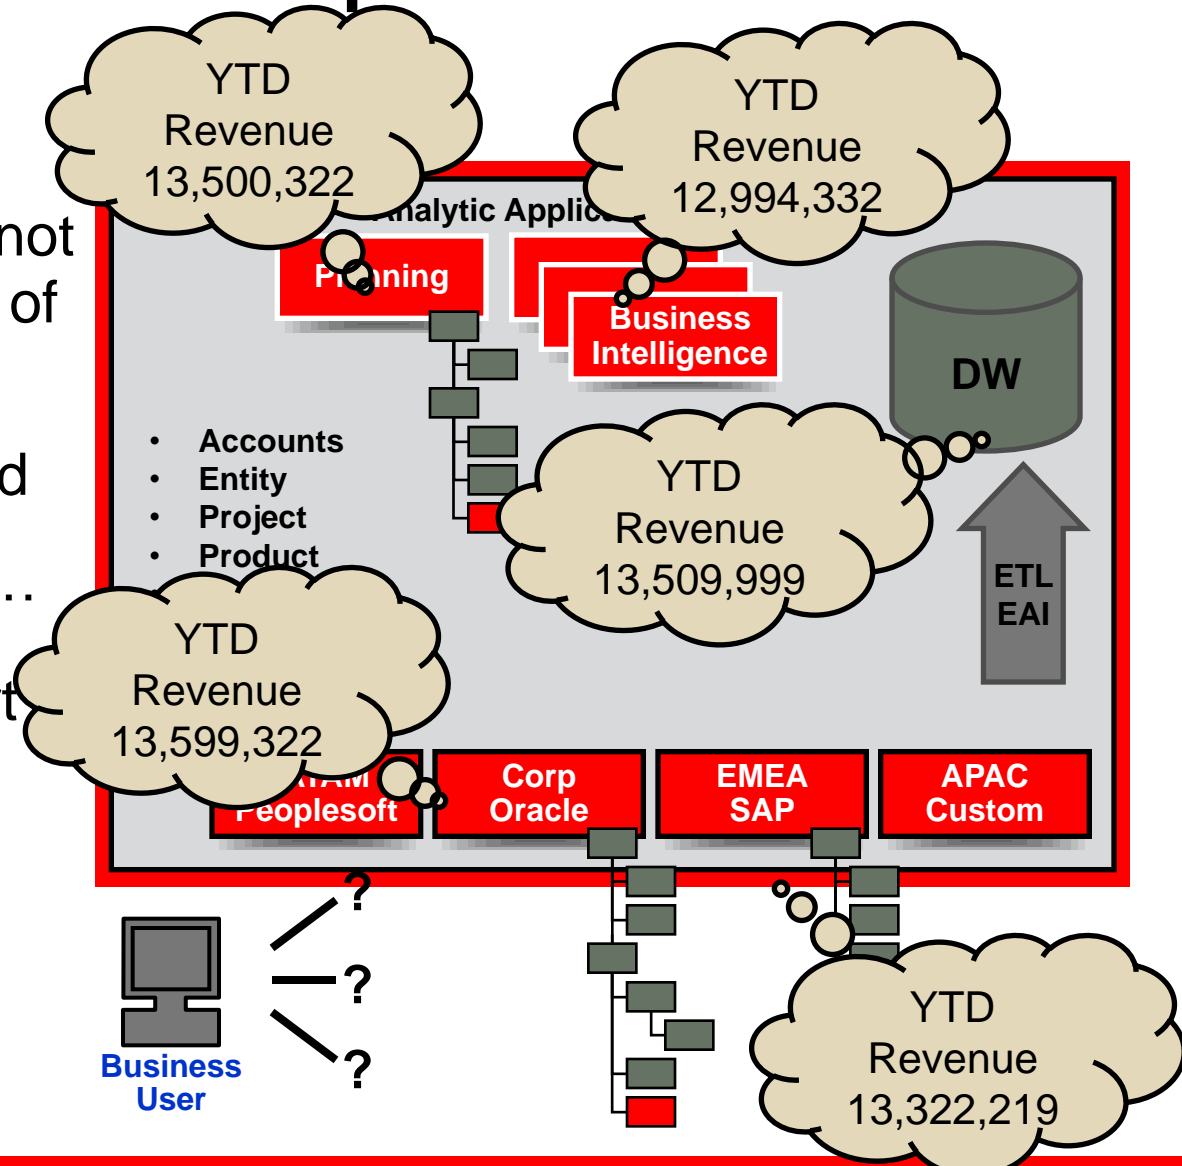 YTD
Revenue
13,500,322
YTD
Revenue
12,994,332
Analytic
not
of
d
…
Planning
Business
Intelligence
DW
• Accounts
• Entity
• Project
• Product
YTD
Revenue
13,509,999
ETL
EAI
YTD
Revenue
13,599,322
Peoplesoft
Corp
Oracle
EMEA
SAP
APAC
Custom
?
?
?
Business
User
YTD
Revenue
13,322,219